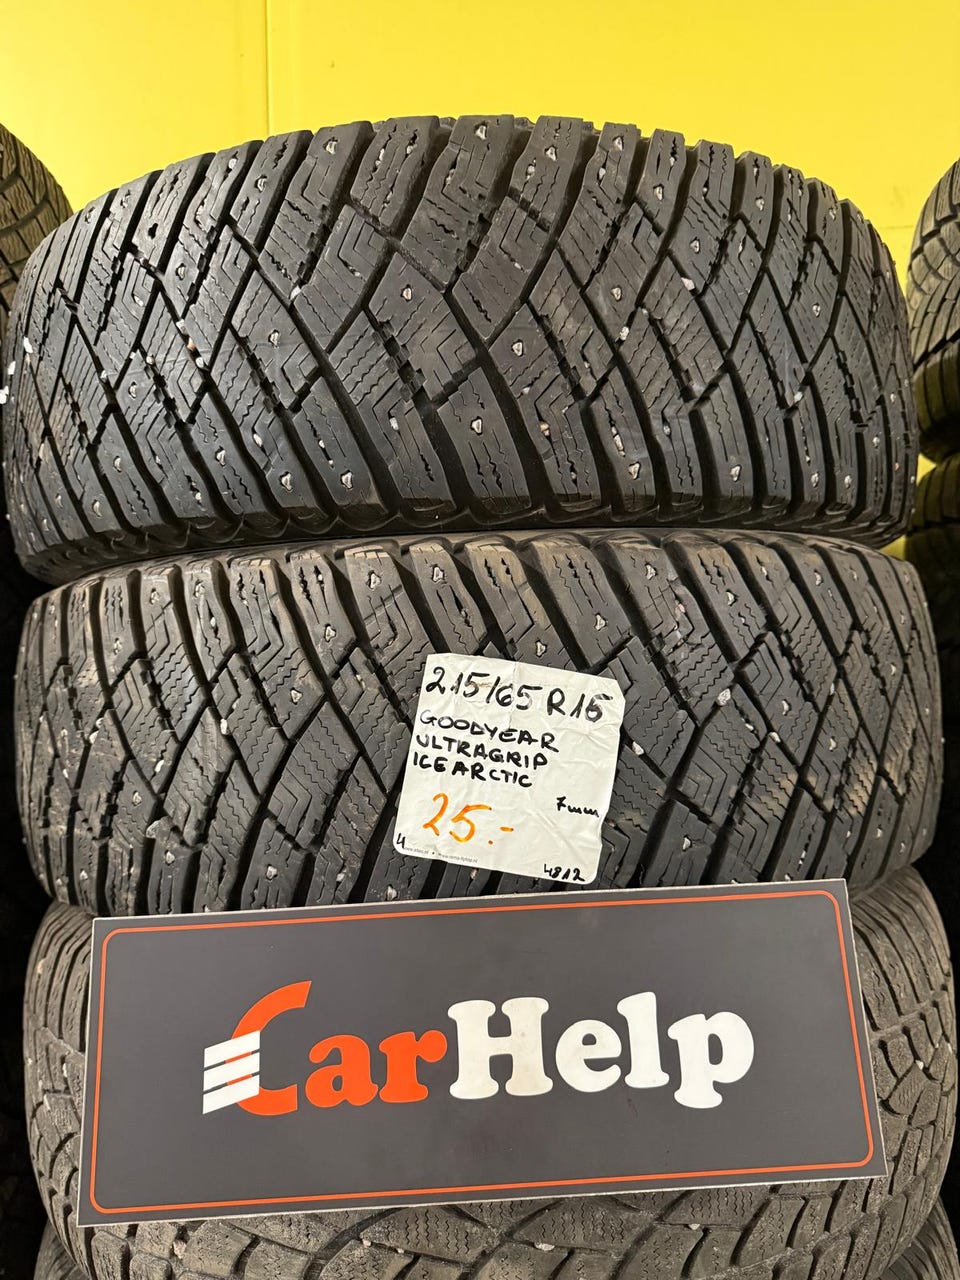 215/65 R16
GOODYEAR
ULTRAGRIP
ICE ARCTIC
7mm
25.-
4
4812
CarHelp